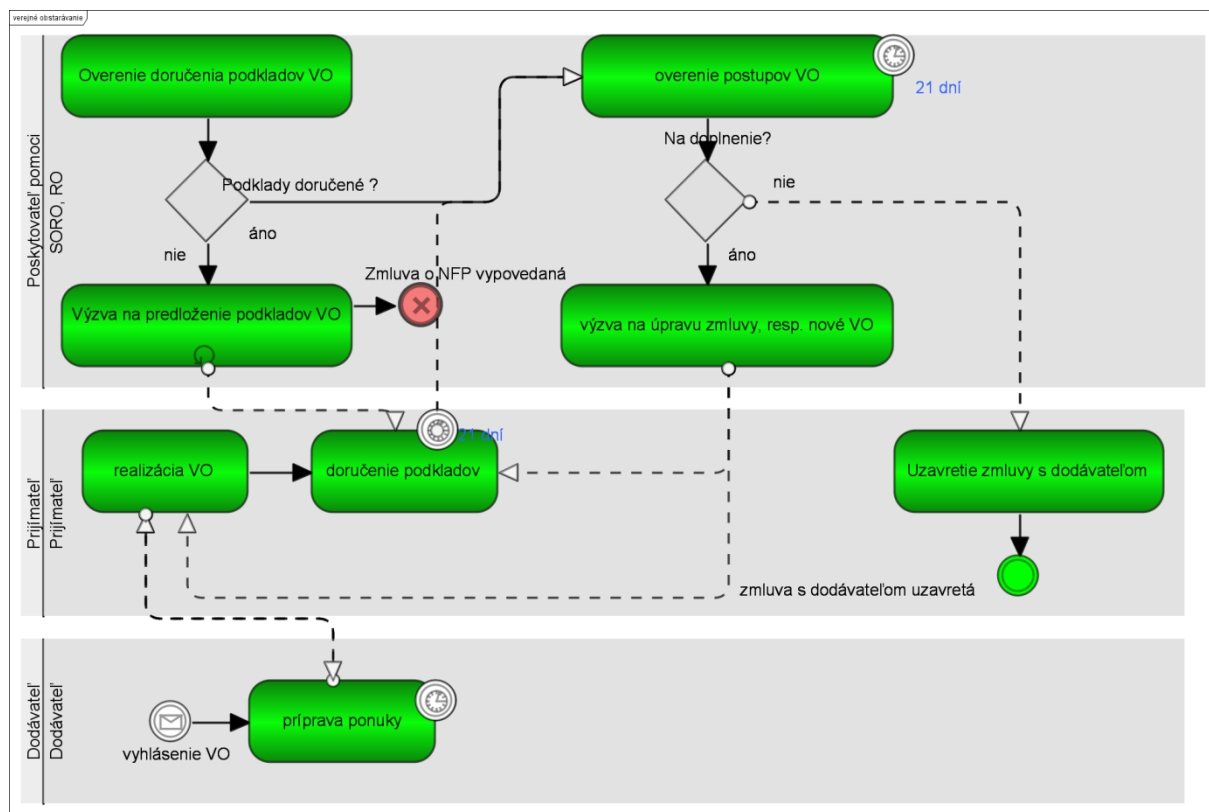 verejné obstarávanie
Poskytovateľ pomoci
SORO, RO
Overenie doručenia podkladov VO
overenie postupov VO
21 dní
Na doplnenie?
Podklady doručené ?
nie
áno
nie
áno
Zmluva o NFP vypovedaná
Výzva na predloženie podkladov VO
výzva na úpravu zmluvy, resp. nové VO
Prijímateľ
Prijímateľ
21 dní
realizácia VO
doručenie podkladov
Uzavretie zmluvy s dodávateľom
zmluva s dodávateľom uzavretá
Dodávateľ
Dodávateľ
príprava ponuky
vyhlásenie VO